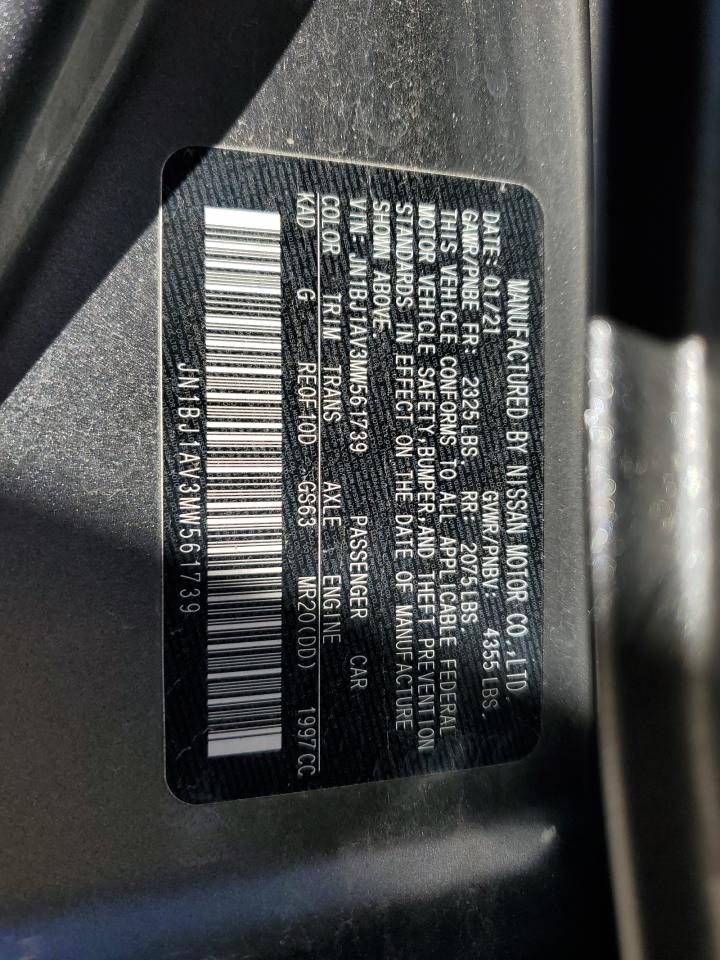 MANUFACTURED BY NISSAN MOTOR CO.,LTD.
DATE: 01/21 GVWR/PNBV: 4355 LBS.
GAWR/PNBE FR: 2325 LBS. RR: 2075 LBS.
THIS VEHICLE CONFORMS TO ALL APPLICABLE FEDERAL
MOTOR VEHICLE SAFETY,BUMPER,AND THEFT PREVENTION
STANDARDS IN EFFECT ON THE DATE OF MANUFACTURE
SHOWN ABOVE.
VIN: JN1BJ1AV3MW561739 PASSENGER CAR
COLOR TRIM TRANS AXLE ENGINE
KAD G RE0F10D GS63 MR20(DD) 1997CC
JN1BJ1AV3MW561739